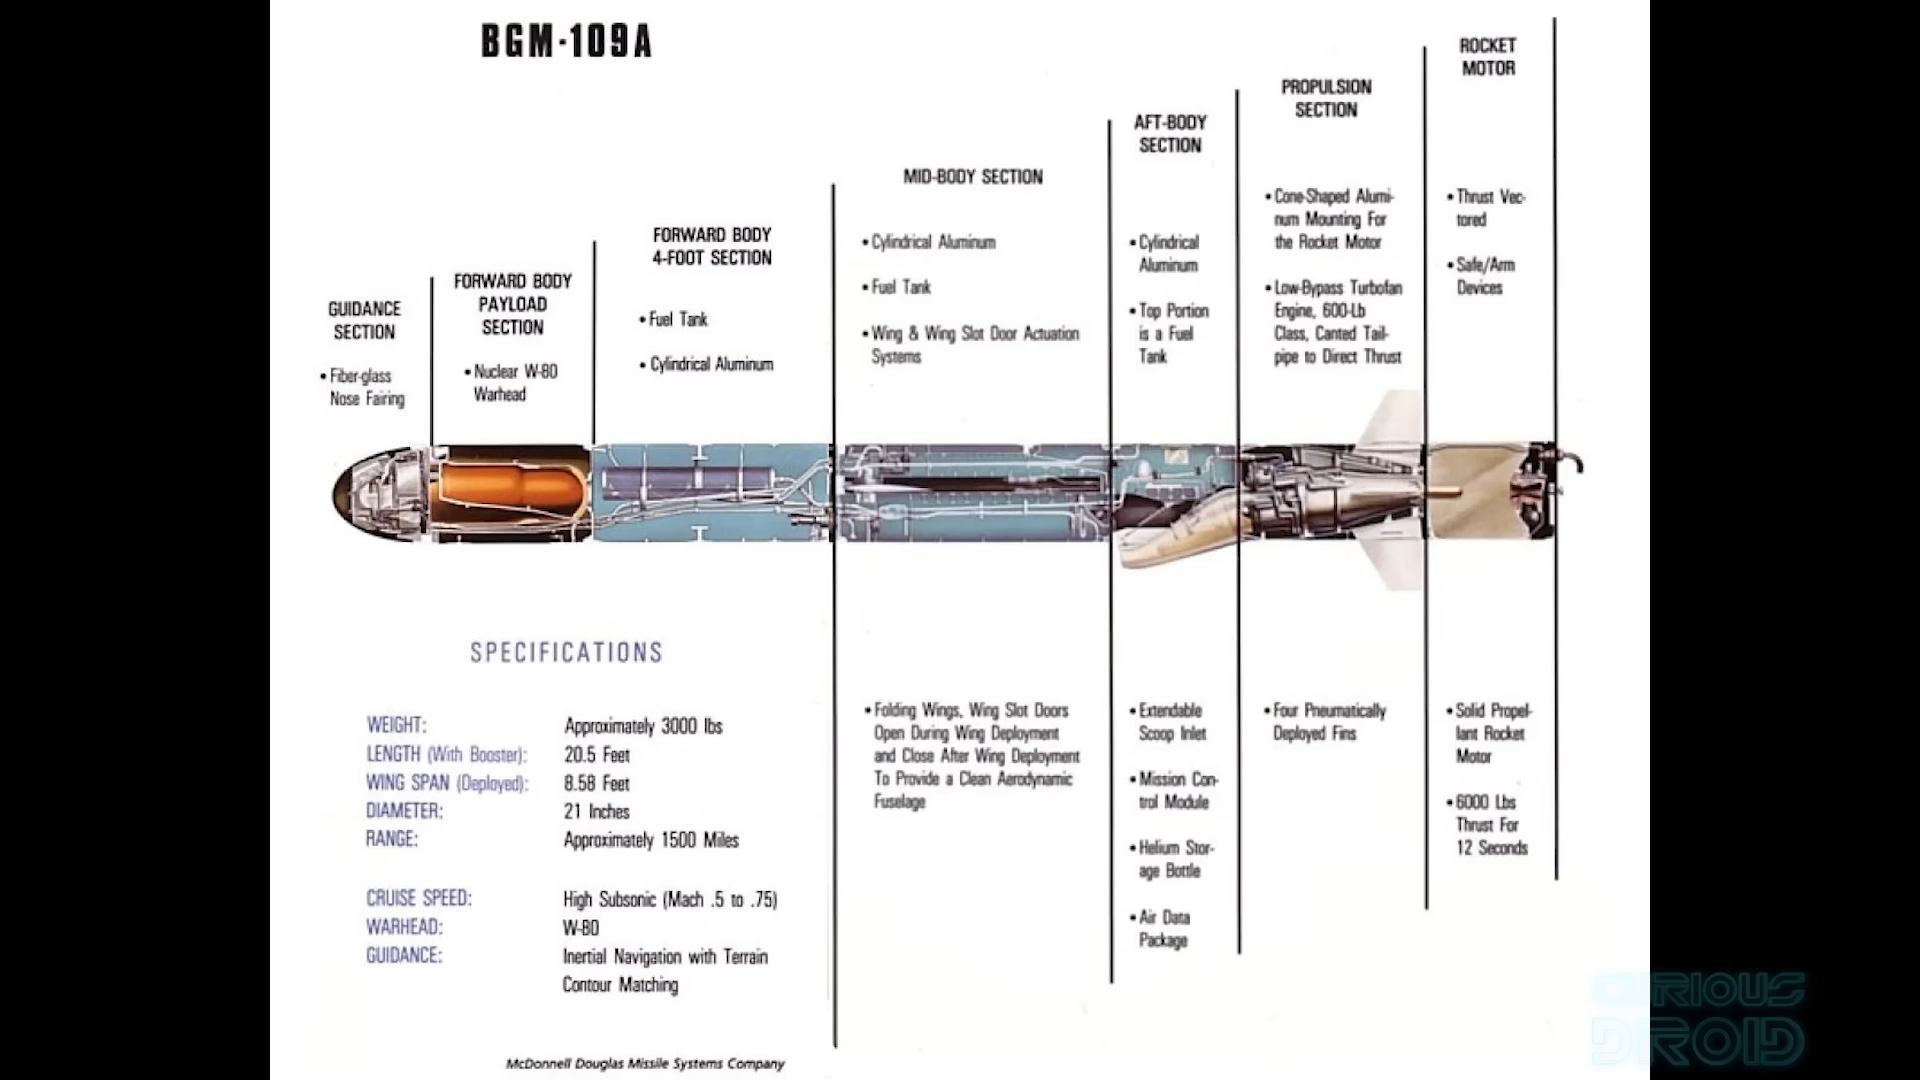 BGM-109A
GUIDANCE
SECTION
• Fiber-glass
Nose Fairing
FORWARD BODY
PAYLOAD
SECTION
• Nuclear W-80
Warhead
FORWARD BODY
4-FOOT SECTION
• Fuel Tank
• Cylindrical Aluminum
MID-BODY SECTION
• Cylindrical Aluminum
• Fuel Tank
• Wing & Wing Slot Door Actuation
Systems
AFT-BODY
SECTION
• Cylindrical
Aluminum
• Top Portion
is a Fuel
Tank
PROPULSION
SECTION
• Cone-Shaped Alumi-
num Mounting For
the Rocket Motor
• Low-Bypass Turbofan
Engine, 600-Lb
Class, Canted Tail-
pipe to Direct Thrust
ROCKET
MOTOR
• Thrust Vec-
tored
• Safe/Arm
Devices
SPECIFICATIONS
WEIGHT: Approximately 3000 lbs
LENGTH (With Booster): 20.5 Feet
WING SPAN (Deployed): 8.58 Feet
DIAMETER: 21 Inches
RANGE: Approximately 1500 Miles
CRUISE SPEED: High Subsonic (Mach .5 to .75)
WARHEAD: W-80
GUIDANCE: Inertial Navigation with Terrain
Contour Matching
• Folding Wings, Wing Slot Doors
Open During Wing Deployment
and Close After Wing Deployment
To Provide a Clean Aerodynamic
Fuselage
• Extendable
Scoop Inlet
• Mission Con-
trol Module
• Helium Stor-
age Bottle
• Air Data
Package
• Four Pneumatically
Deployed Fins
• Solid Propel-
lant Rocket
Motor
• 6000 Lbs
Thrust For
12 Seconds
McDonnell Douglas Missile Systems Company
CURIOUS
DROID